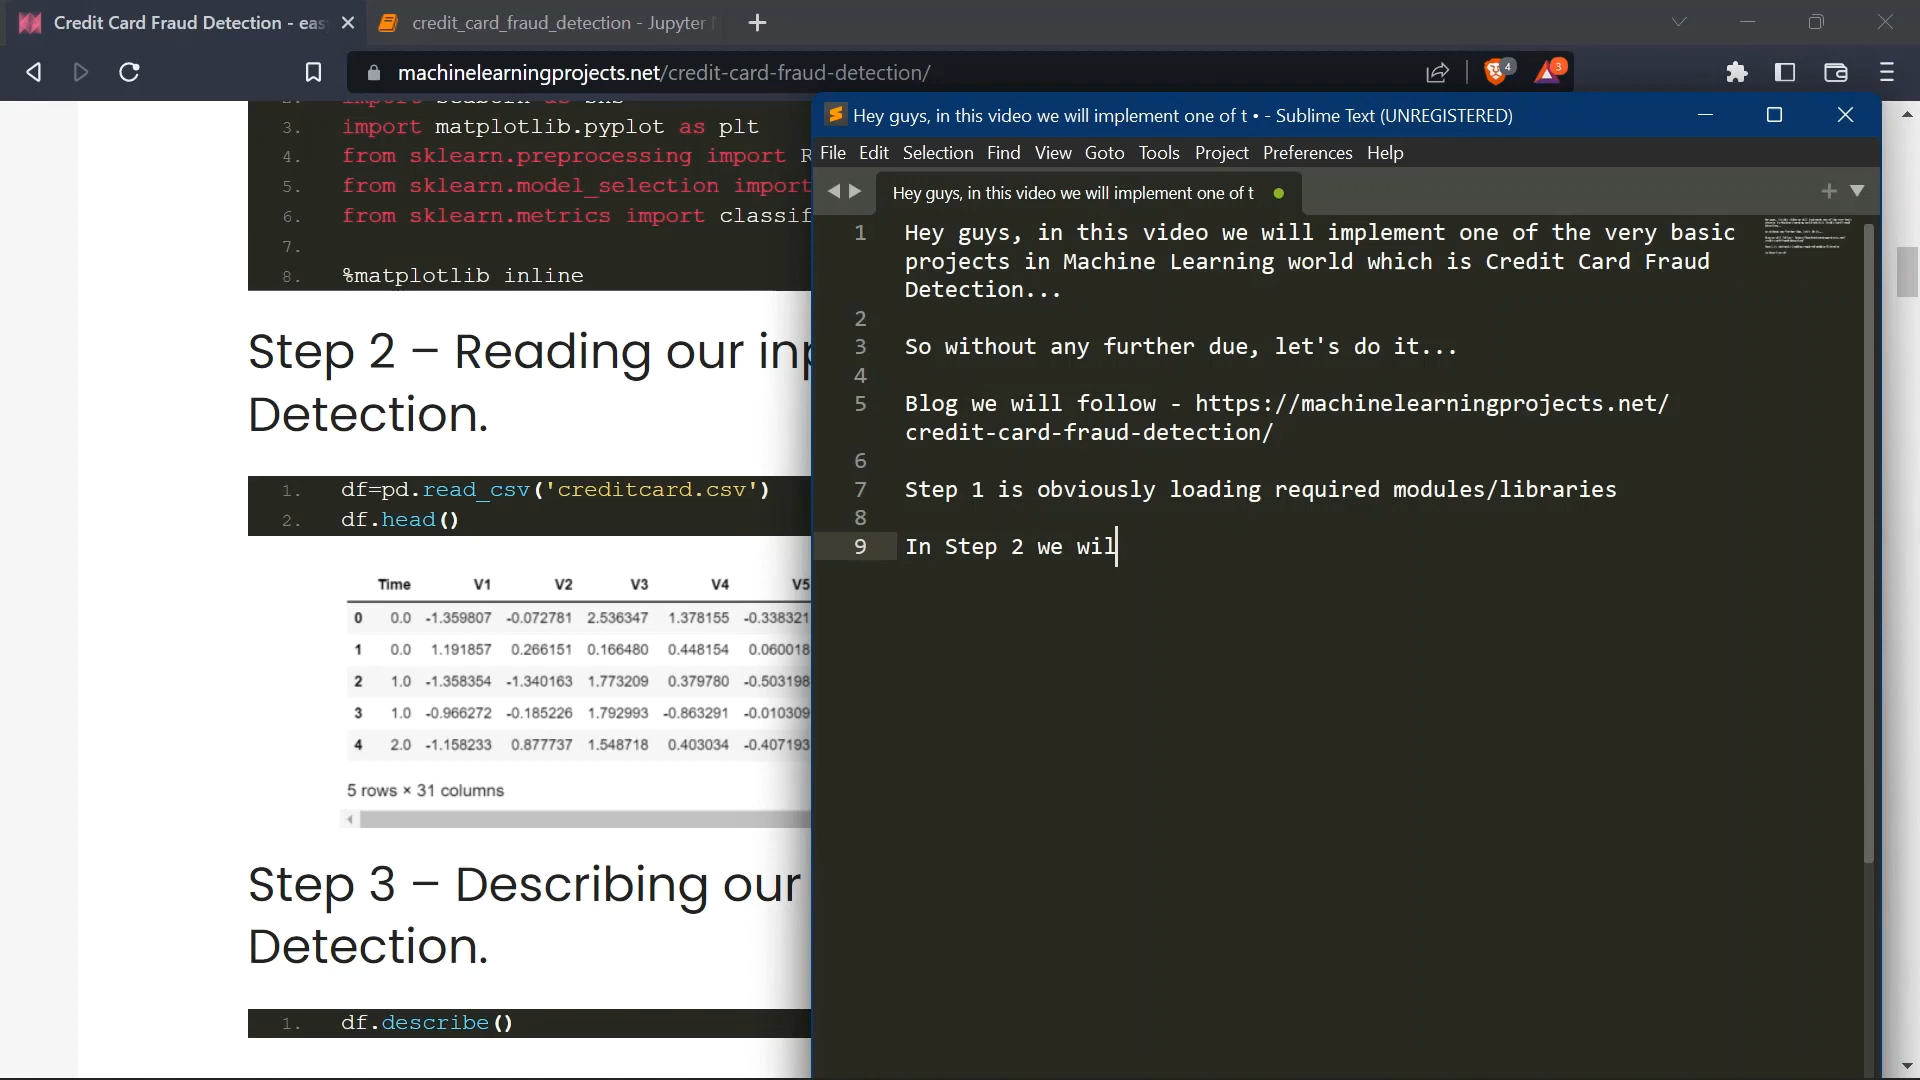 Credit Card Fraud Detection - eas
credit_card_fraud_detection - Jupyter
machinelearningprojects.net/credit-card-fraud-detection/
4
3
3. import matplotlib.pyplot as plt
4. from sklearn.preprocessing import R
5. from sklearn.model_selection import
6. from sklearn.metrics import classif
7.
8. %matplotlib inline
Step 2 – Reading our inp
Detection.
1. df=pd.read_csv('creditcard.csv')
2. df.head()
Time V1 V2 V3 V4 V5
0 0.0 -1.359807 -0.072781 2.536347 1.378155 -0.338321
1 0.0 1.191857 0.266151 0.166480 0.448154 0.060018
2 1.0 -1.358354 -1.340163 1.773209 0.379780 -0.503198
3 1.0 -0.966272 -0.185226 1.792993 -0.863291 -0.010309
4 2.0 -1.158233 0.877737 1.548718 0.403034 -0.407193
5 rows × 31 columns
Step 3 – Describing our
Detection.
1. df.describe()
Hey guys, in this video we will implement one of t • - Sublime Text (UNREGISTERED)
File Edit Selection Find View Goto Tools Project Preferences Help
Hey guys, in this video we will implement one of t
1 Hey guys, in this video we will implement one of the very basic
projects in Machine Learning world which is Credit Card Fraud
Detection...
2
3 So without any further due, let's do it...
4
5 Blog we will follow - https://machinelearningprojects.net/
credit-card-fraud-detection/
6
7 Step 1 is obviously loading required modules/libraries
8
9 In Step 2 we wil